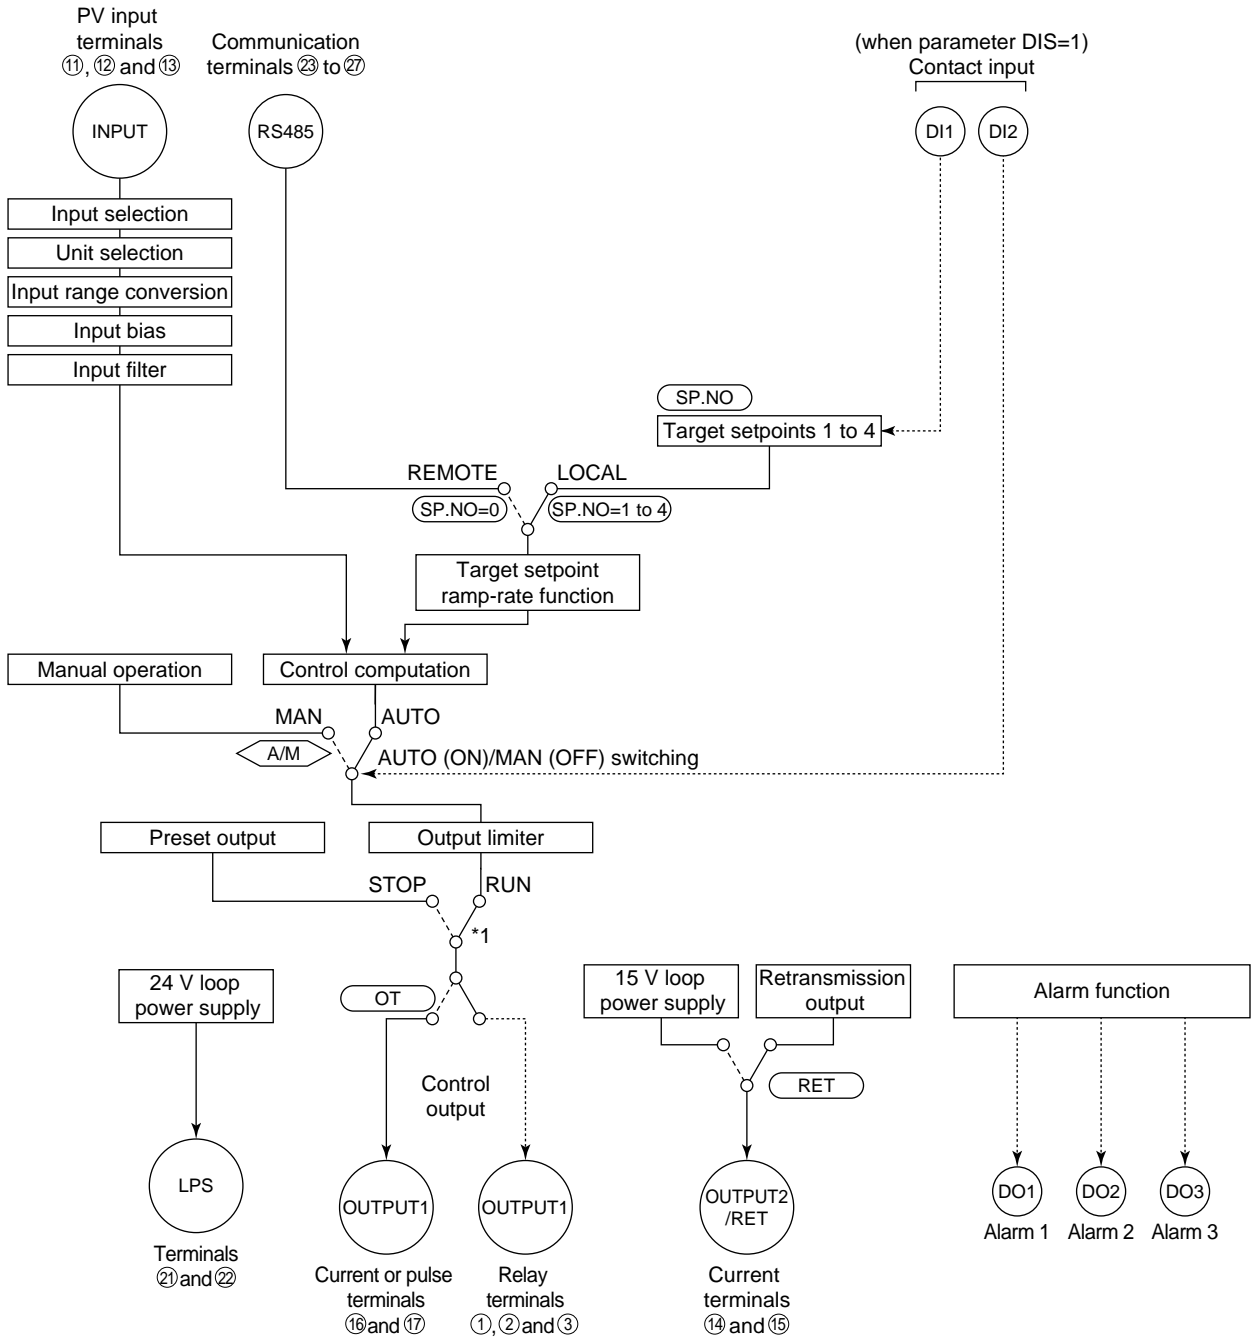 PV input
terminals
⑪, ⑫ and ⑬
Communication
terminals ㉓ to ㉗
(when parameter DIS=1)
Contact input
INPUT
RS485
DI1
DI2
Input selection
Unit selection
Input range conversion
Input bias
Input filter
SP.NO
Target setpoints 1 to 4
REMOTE
LOCAL
SP.NO=0
SP.NO=1 to 4
Target setpoint
ramp-rate function
Manual operation
Control computation
MAN
AUTO
A/M
AUTO (ON)/MAN (OFF) switching
Preset output
Output limiter
STOP
RUN
*1
24 V loop
power supply
OT
15 V loop
power supply
Retransmission
output
Alarm function
Control
output
RET
LPS
OUTPUT1
OUTPUT1
OUTPUT2
/RET
DO1
DO2
DO3
Alarm 1
Alarm 2
Alarm 3
Terminals
㉑ and ㉒
Current or pulse
terminals
⑯ and ⑰
Relay
terminals
①, ② and ③
Current
terminals
⑭ and ⑮